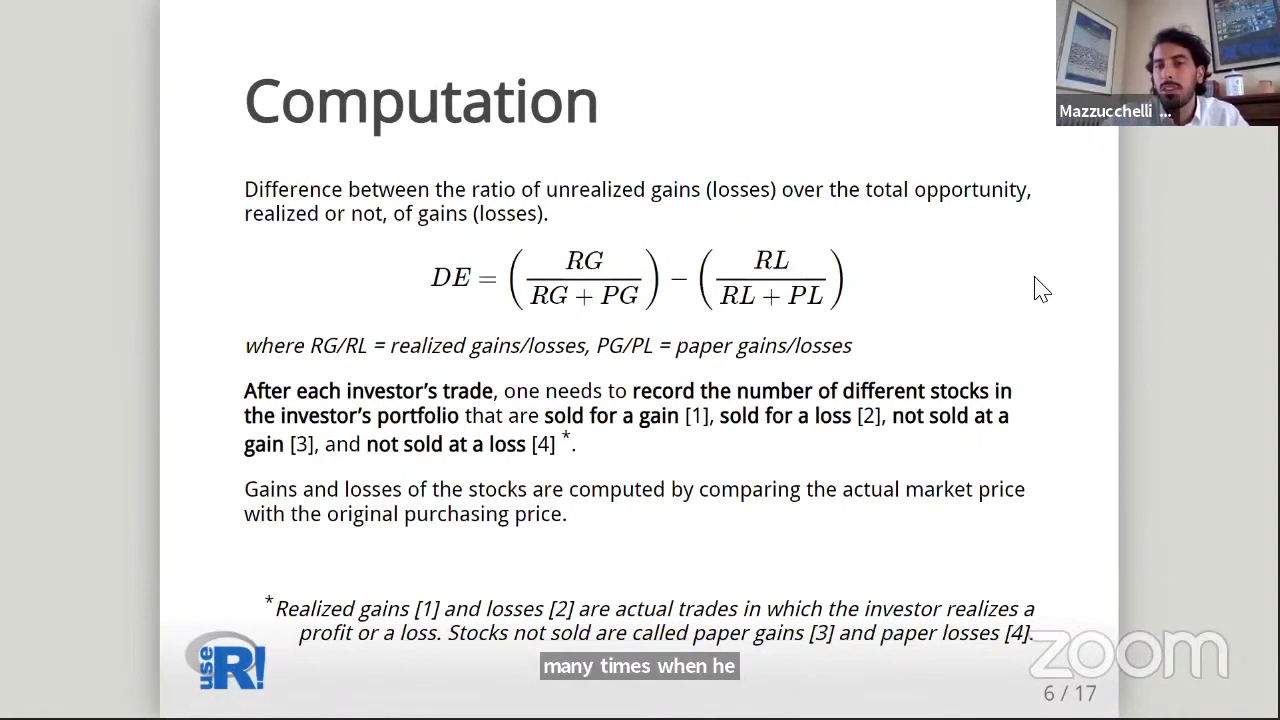 Computation
Mazzucchelli ...
Difference between the ratio of unrealized gains (losses) over the total opportunity,
realized or not, of gains (losses).
DE = (RG / (RG + PG)) − (RL / (RL + PL))
where RG/RL = realized gains/losses, PG/PL = paper gains/losses
After each investor’s trade, one needs to record the number of different stocks in
the investor’s portfolio that are sold for a gain [1], sold for a loss [2], not sold at a
gain [3], and not sold at a loss [4] *.
Gains and losses of the stocks are computed by comparing the actual market price
with the original purchasing price.
*Realized gains [1] and losses [2] are actual trades in which the investor realizes a
profit or a loss. Stocks not sold are called paper gains [3] and paper losses [4].
zoom
use R!
many times when he
6 / 17